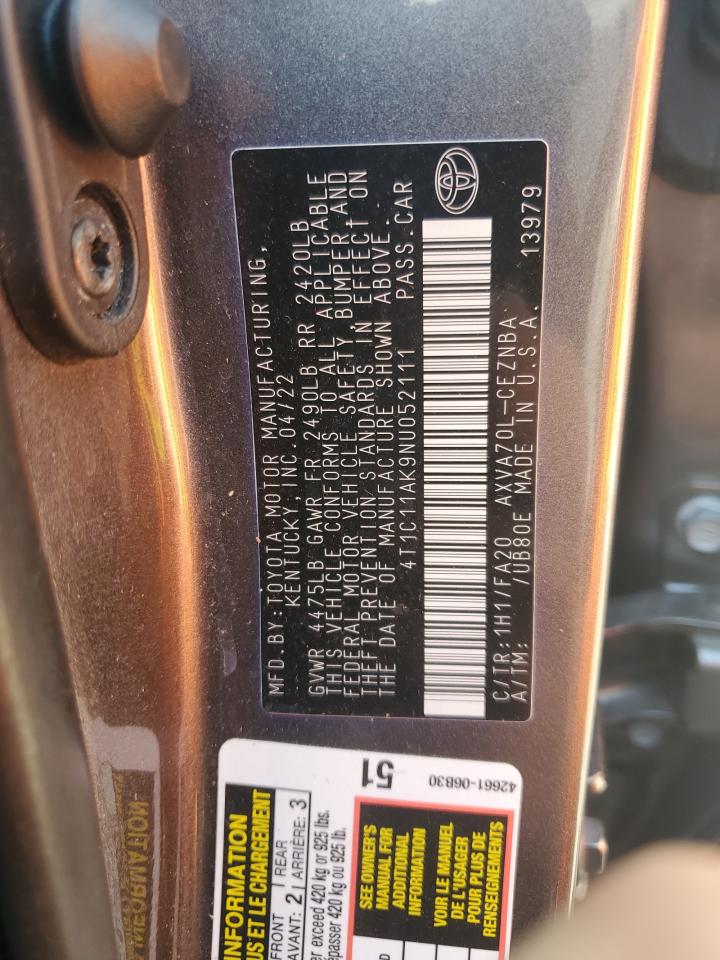 MFD.BY:TOYOTA MOTOR MANUFACTURING,
KENTUCKY, INC. 04/22
GVWR 4475LB GAWR FR 2490LB RR 2420LB
THIS VEHICLE CONFORMS TO ALL APPLICABLE
FEDERAL MOTOR VEHICLE SAFETY, BUMPER, AND
THEFT PREVENTION STANDARDS IN EFFECT ON
THE DATE OF MANUFACTURE SHOWN ABOVE.
4T1C11AK9NU052111 PASS.CAR
C/TR:1H1/FA20 AXVA70L-CEZNBA
A/TM: /UB80E MADE IN U.S.A. 13979
INFORMATION
US ET LE CHARGEMENT
FRONT 2 REAR 3
AVANT: ARRIÈRE:
er exceed 420 kg or 925 lbs.
épasser 420 kg ou 925 lb.
51
42661-06B30
SEE OWNER'S
MANUAL FOR
ADDITIONAL
INFORMATION
VOIR LE MANUEL
DE L'USAGER
POUR PLUS DE
RENSEIGNEMENTS